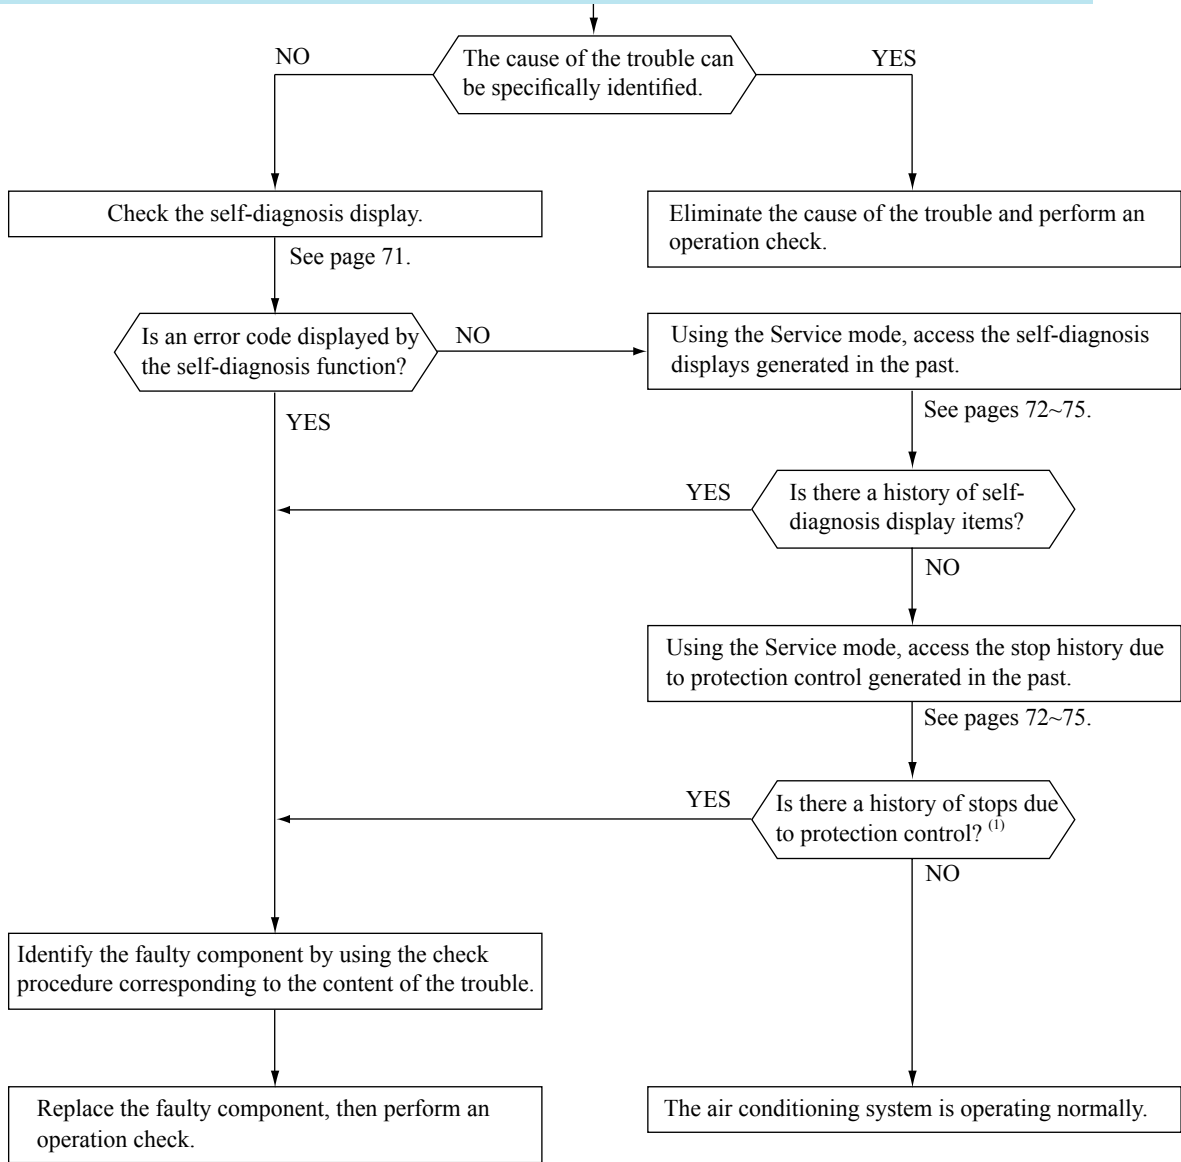 The cause of the trouble can
be specifically identified.
NO
YES
Check the self-diagnosis display.
Eliminate the cause of the trouble and perform an
operation check.
See page 71.
Is an error code displayed by
the self-diagnosis function?
NO
YES
Using the Service mode, access the self-diagnosis
displays generated in the past.
See pages 72~75.
YES
Is there a history of self-
diagnosis display items?
NO
Using the Service mode, access the stop history due
to protection control generated in the past.
See pages 72~75.
YES
Is there a history of stops due
to protection control? (1)
NO
Identify the faulty component by using the check
procedure corresponding to the content of the trouble.
Replace the faulty component, then perform an
operation check.
The air conditioning system is operating normally.